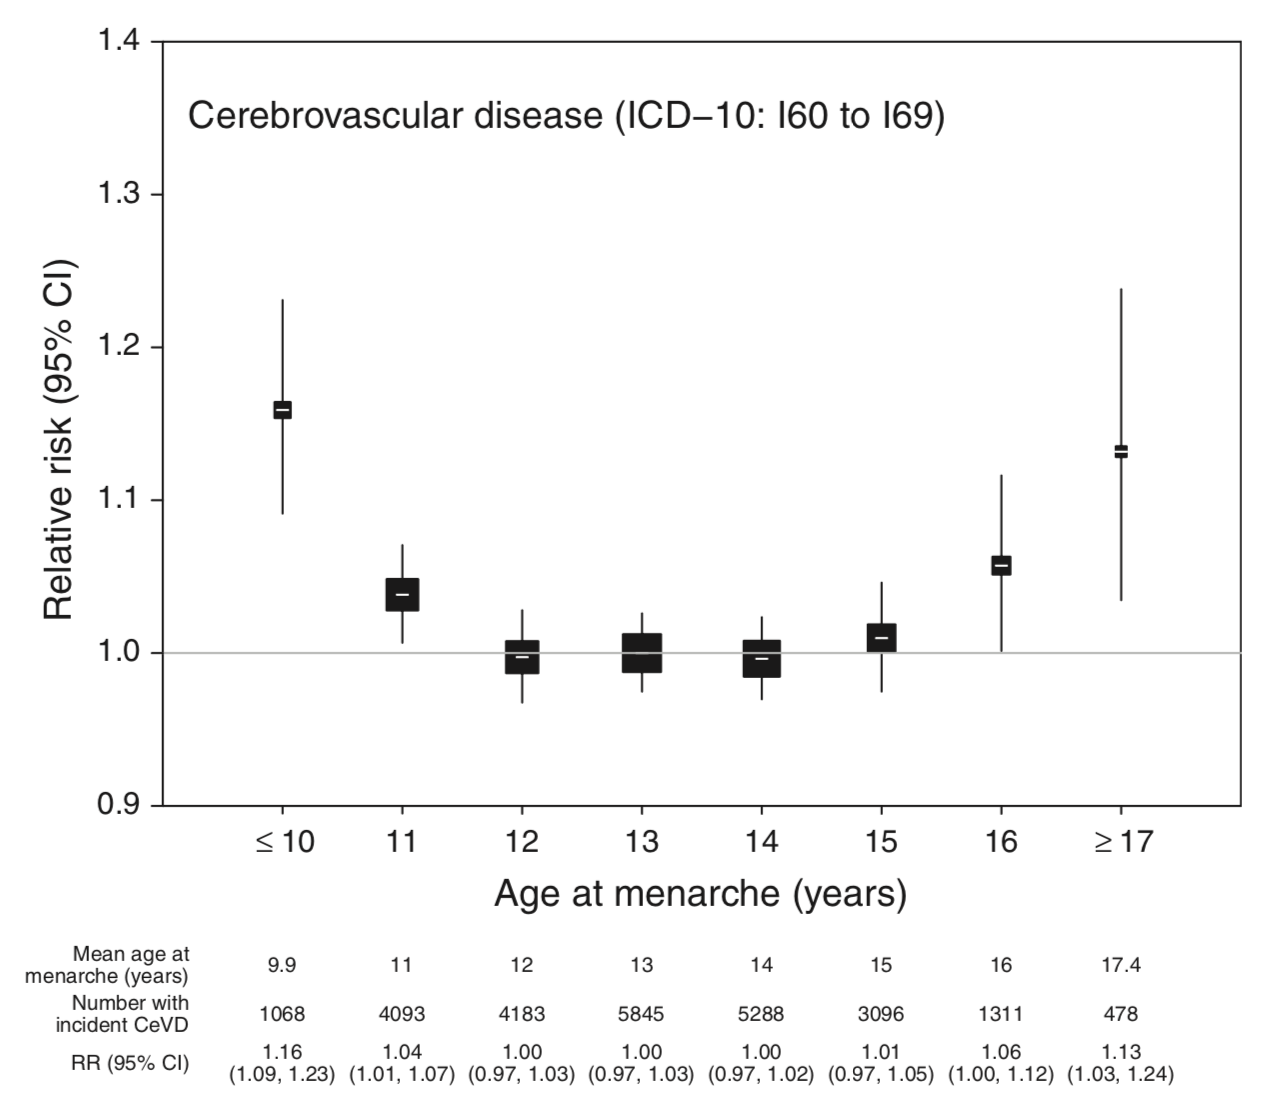 1.4
Cerebrovascular disease (ICD−10: I60 to I69)
1.3
1.2
1.1
1.0
0.9
Relative risk (95% CI)
≤ 10 11 12 13 14 15 16 ≥ 17
Age at menarche (years)
Mean age at
menarche (years) 9.9 11 12 13 14 15 16 17.4
Number with
incident CeVD 1068 4093 4183 5845 5288 3096 1311 478
RR (95% CI) 1.16 1.04 1.00 1.00 1.00 1.01 1.06 1.13
(1.09, 1.23) (1.01, 1.07) (0.97, 1.03) (0.97, 1.03) (0.97, 1.02) (0.97, 1.05) (1.00, 1.12) (1.03, 1.24)